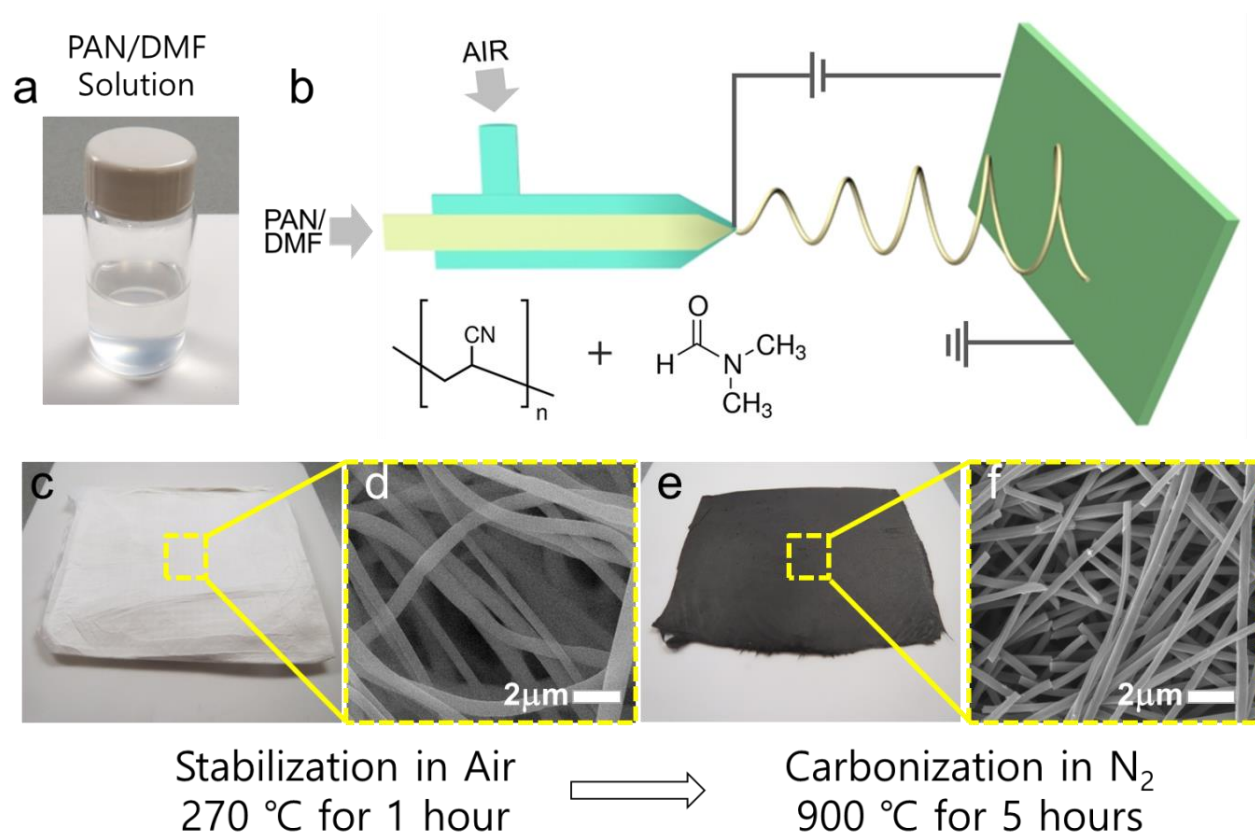 PAN/DMF
Solution
a
b
AIR
PAN/
DMF
CN
n
+
O
H
N
CH₃
CH₃
c
d
2μm
e
f
2μm
Stabilization in Air
270 ℃ for 1 hour
Carbonization in N₂
900 ℃ for 5 hours